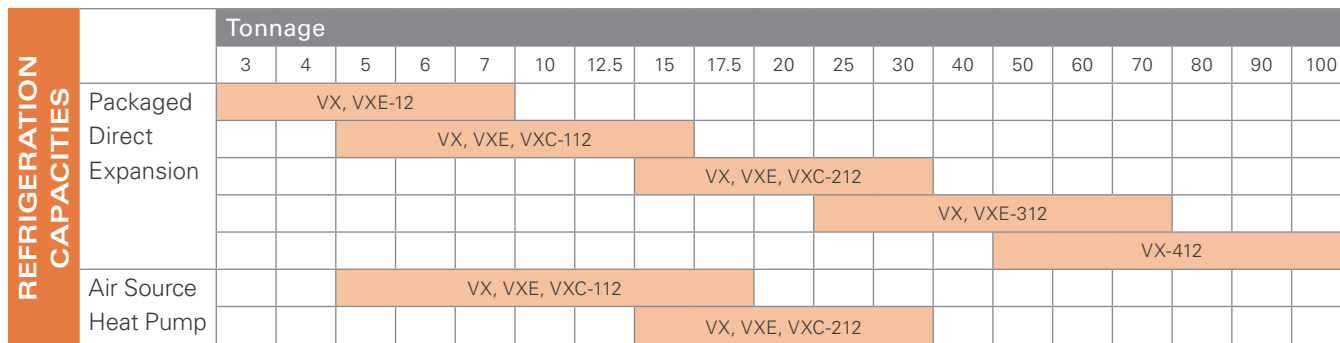 REFRIGERATION
CAPACITIES
Tonnage
3 4 5 6 7 10 12.5 15 17.5 20 25 30 40 50 60 70 80 90 100
Packaged
Direct
Expansion
VX, VXE-12
VX, VXE, VXC-112
VX, VXE, VXC-212
VX, VXE-312
VX-412
Air Source
Heat Pump
VX, VXE, VXC-112
VX, VXE, VXC-212